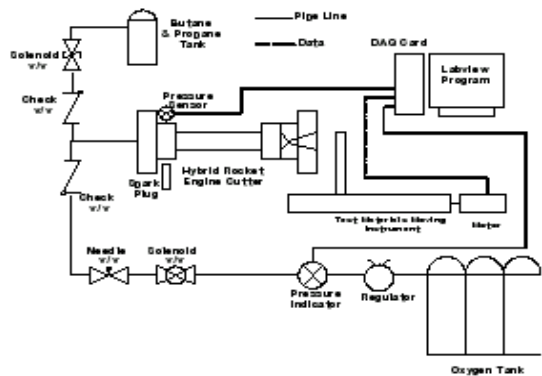 Butane
& Propane
Tank
Pipe Line
Data
Solenoid
v/v
DAQ Card
Labview
Program
Check
v/v
Pressure
Sensor
Spark
Plug
Hybrid Rocket
Engine Cutter
Check
v/v
Test Materials Moving
Instrument
Moter
Needle
v/v
Solenoid
v/v
Pressure
Indicator
Regulator
Oxygen Tank